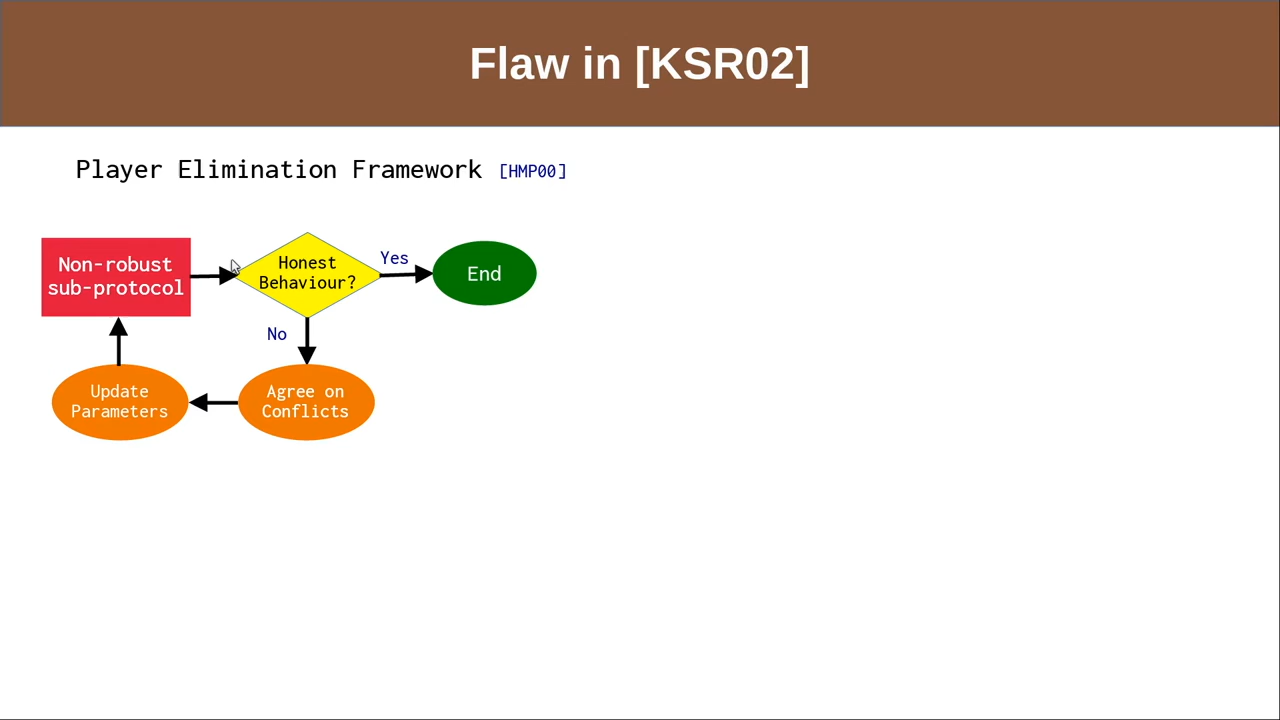 Flaw in [KSR02]
Player Elimination Framework [HMP00]
Non-robust
sub-protocol
Honest
Behaviour?
Yes
End
No
Update
Parameters
Agree on
Conflicts